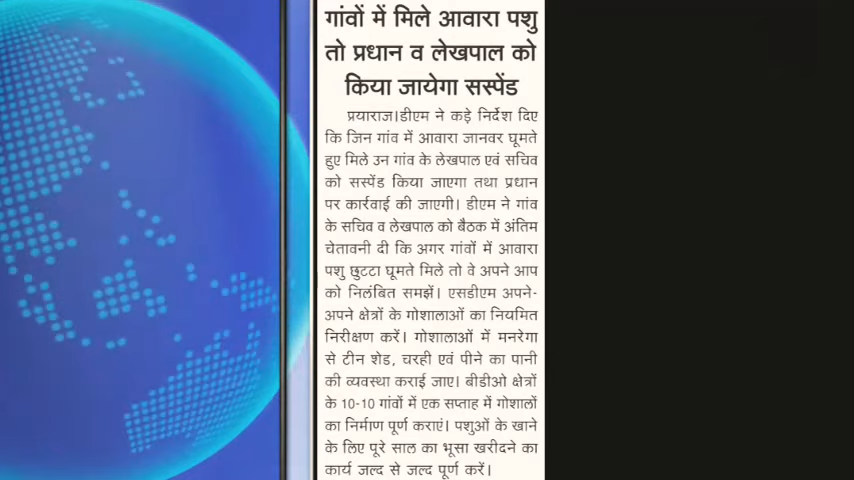 गांवों में मिले आवारा पशु
तो प्रधान व लेखपाल को
किया जायेगा सस्पेंड
प्रयाराज।डीएम ने कड़े निर्देश दिए
कि जिन गांव में आवारा जानवर घूमते
हुए मिले उन गांव के लेखपाल एवं सचिव
को सस्पेंड किया जाएगा तथा प्रधान
पर कार्रवाई की जाएगी। डीएम ने गांव
के सचिव व लेखपाल को बैठक में अंतिम
चेतावनी दी कि अगर गांवों में आवारा
पशु छुटटा घूमते मिले तो वे अपने आप
को निलंबित समझें। एसडीएम अपने-
अपने क्षेत्रों के गोशालाओं का नियमित
निरीक्षण करें। गोशालाओं में मनरेगा
से टीन शेड, चरही एवं पीने का पानी
की व्यवस्था कराई जाए। बीडीओ क्षेत्रों
के 10-10 गांवों में एक सप्ताह में गोशालों
का निर्माण पूर्ण कराएं। पशुओं के खाने
के लिए पूरे साल का भूसा खरीदने का
कार्य जल्द से जल्द पूर्ण करें।